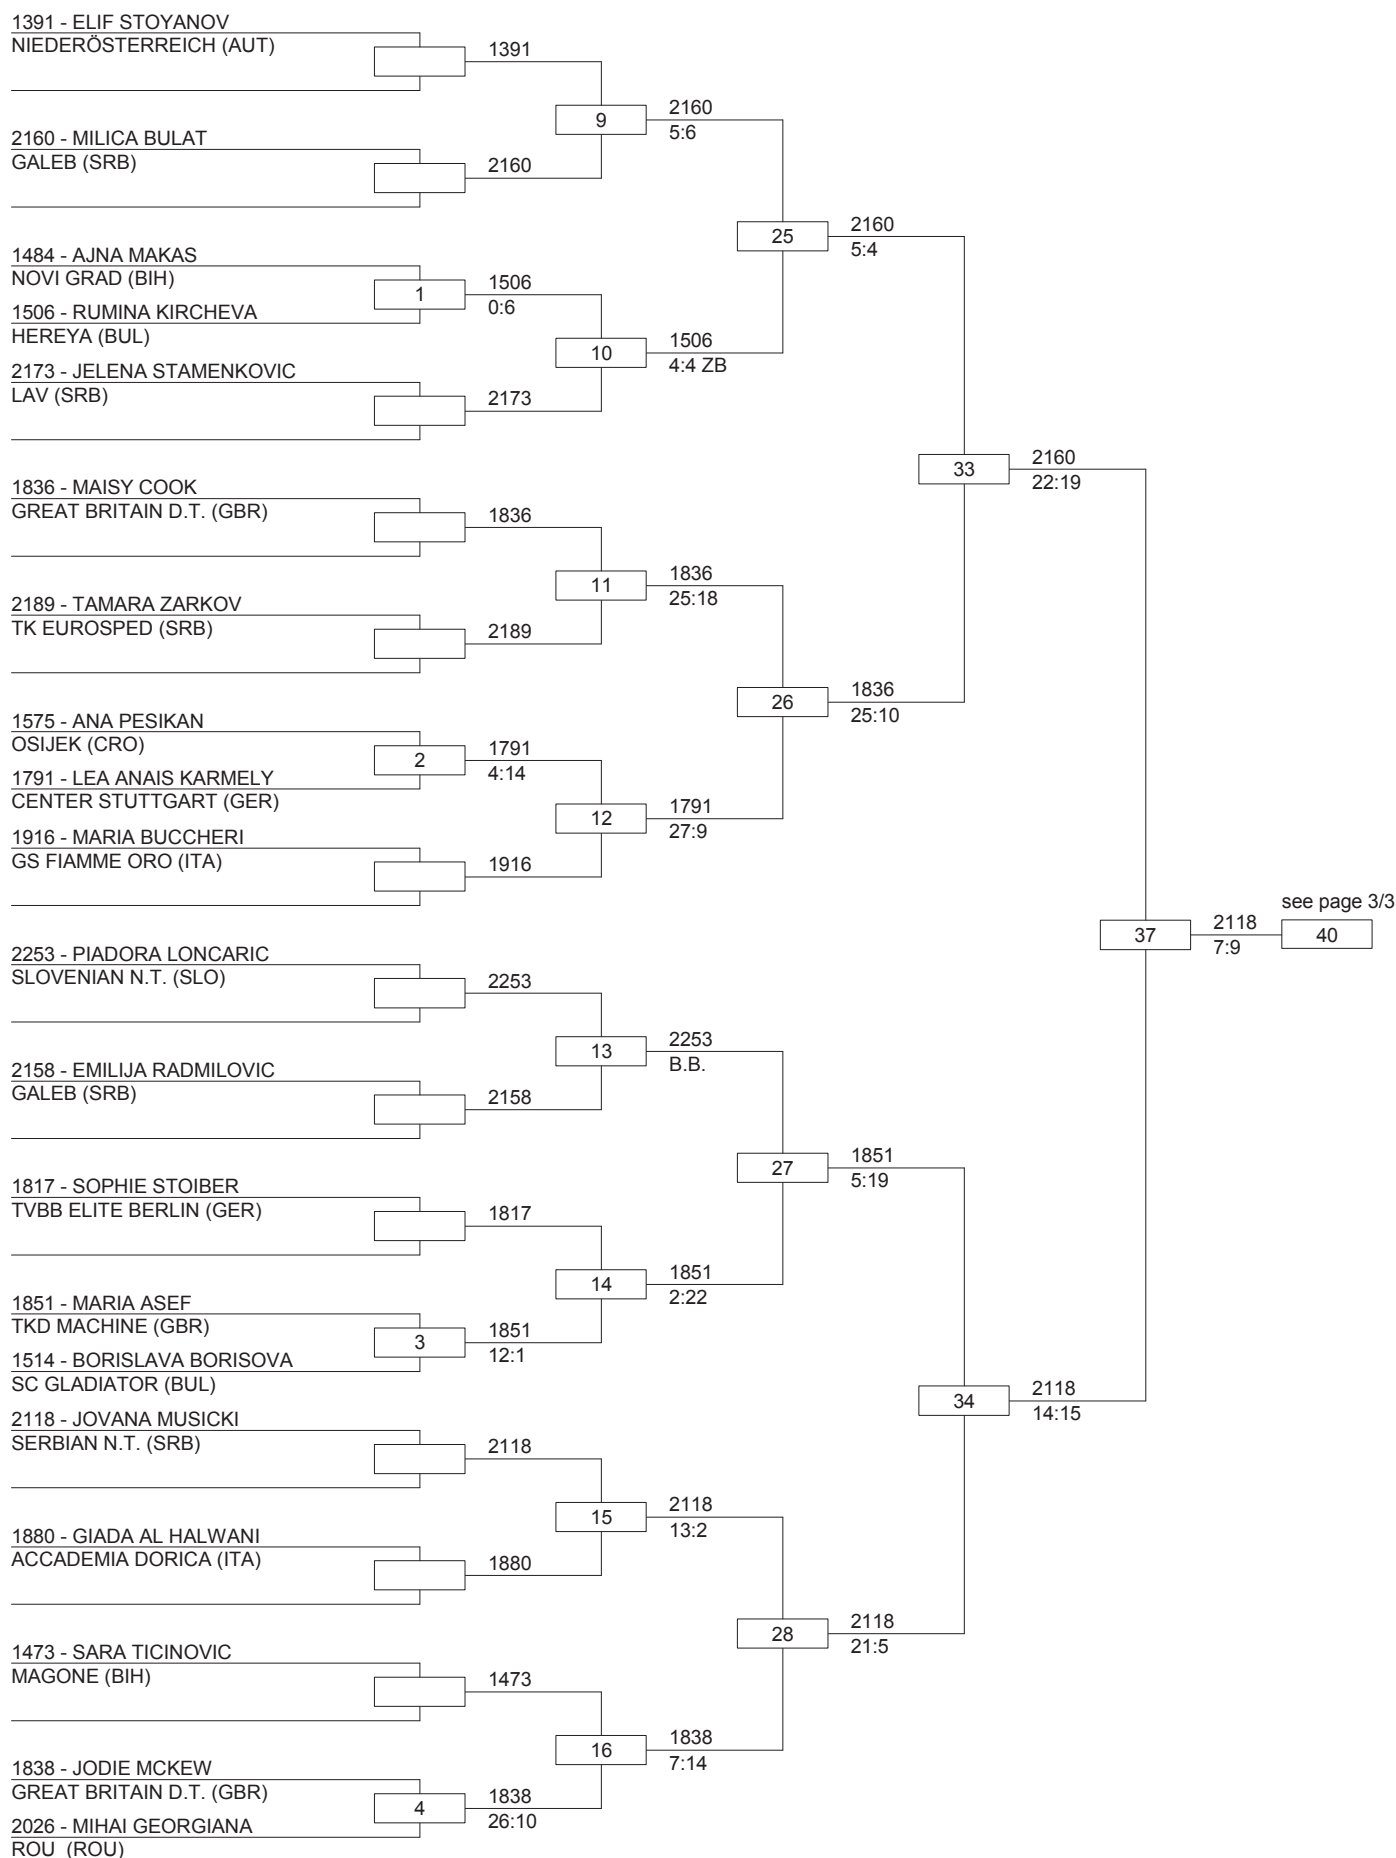 1391 - ELIF STOYANOV
NIEDERÖSTERREICH (AUT)
1391
9
2160
5:6
2160 - MILICA BULAT
GALEB (SRB)
2160
25
2160
5:4
1484 - AJNA MAKAS
NOVI GRAD (BIH)
1
1506
0:6
1506 - RUMINA KIRCHEVA
HEREYA (BUL)
10
1506
4:4 ZB
2173 - JELENA STAMENKOVIC
LAV (SRB)
2173
33
2160
22:19
1836 - MAISY COOK
GREAT BRITAIN D.T. (GBR)
1836
11
1836
25:18
2189 - TAMARA ZARKOV
TK EUROSPED (SRB)
2189
26
1836
25:10
1575 - ANA PESIKAN
OSIJEK (CRO)
2
1791
4:14
1791 - LEA ANAIS KARMELY
CENTER STUTTGART (GER)
12
1791
27:9
1916 - MARIA BUCCHERI
GS FIAMME ORO (ITA)
1916
see page 3/3
37
2118
7:9
40
2253 - PIADORA LONCARIC
SLOVENIAN N.T. (SLO)
2253
13
2253
B.B.
2158 - EMILIJA RADMILOVIC
GALEB (SRB)
2158
27
1851
5:19
1817 - SOPHIE STOIBER
TVBB ELITE BERLIN (GER)
1817
14
1851
2:22
1851 - MARIA ASEF
TKD MACHINE (GBR)
3
1851
12:1
1514 - BORISLAVA BORISOVA
SC GLADIATOR (BUL)
34
2118
14:15
2118 - JOVANA MUSICKI
SERBIAN N.T. (SRB)
2118
15
2118
13:2
1880 - GIADA AL HALWANI
ACCADEMIA DORICA (ITA)
1880
28
2118
21:5
1473 - SARA TICINOVIC
MAGONE (BIH)
1473
16
1838
7:14
1838 - JODIE MCKEW
GREAT BRITAIN D.T. (GBR)
4
1838
26:10
2026 - MIHAI GEORGIANA
ROU (ROU)